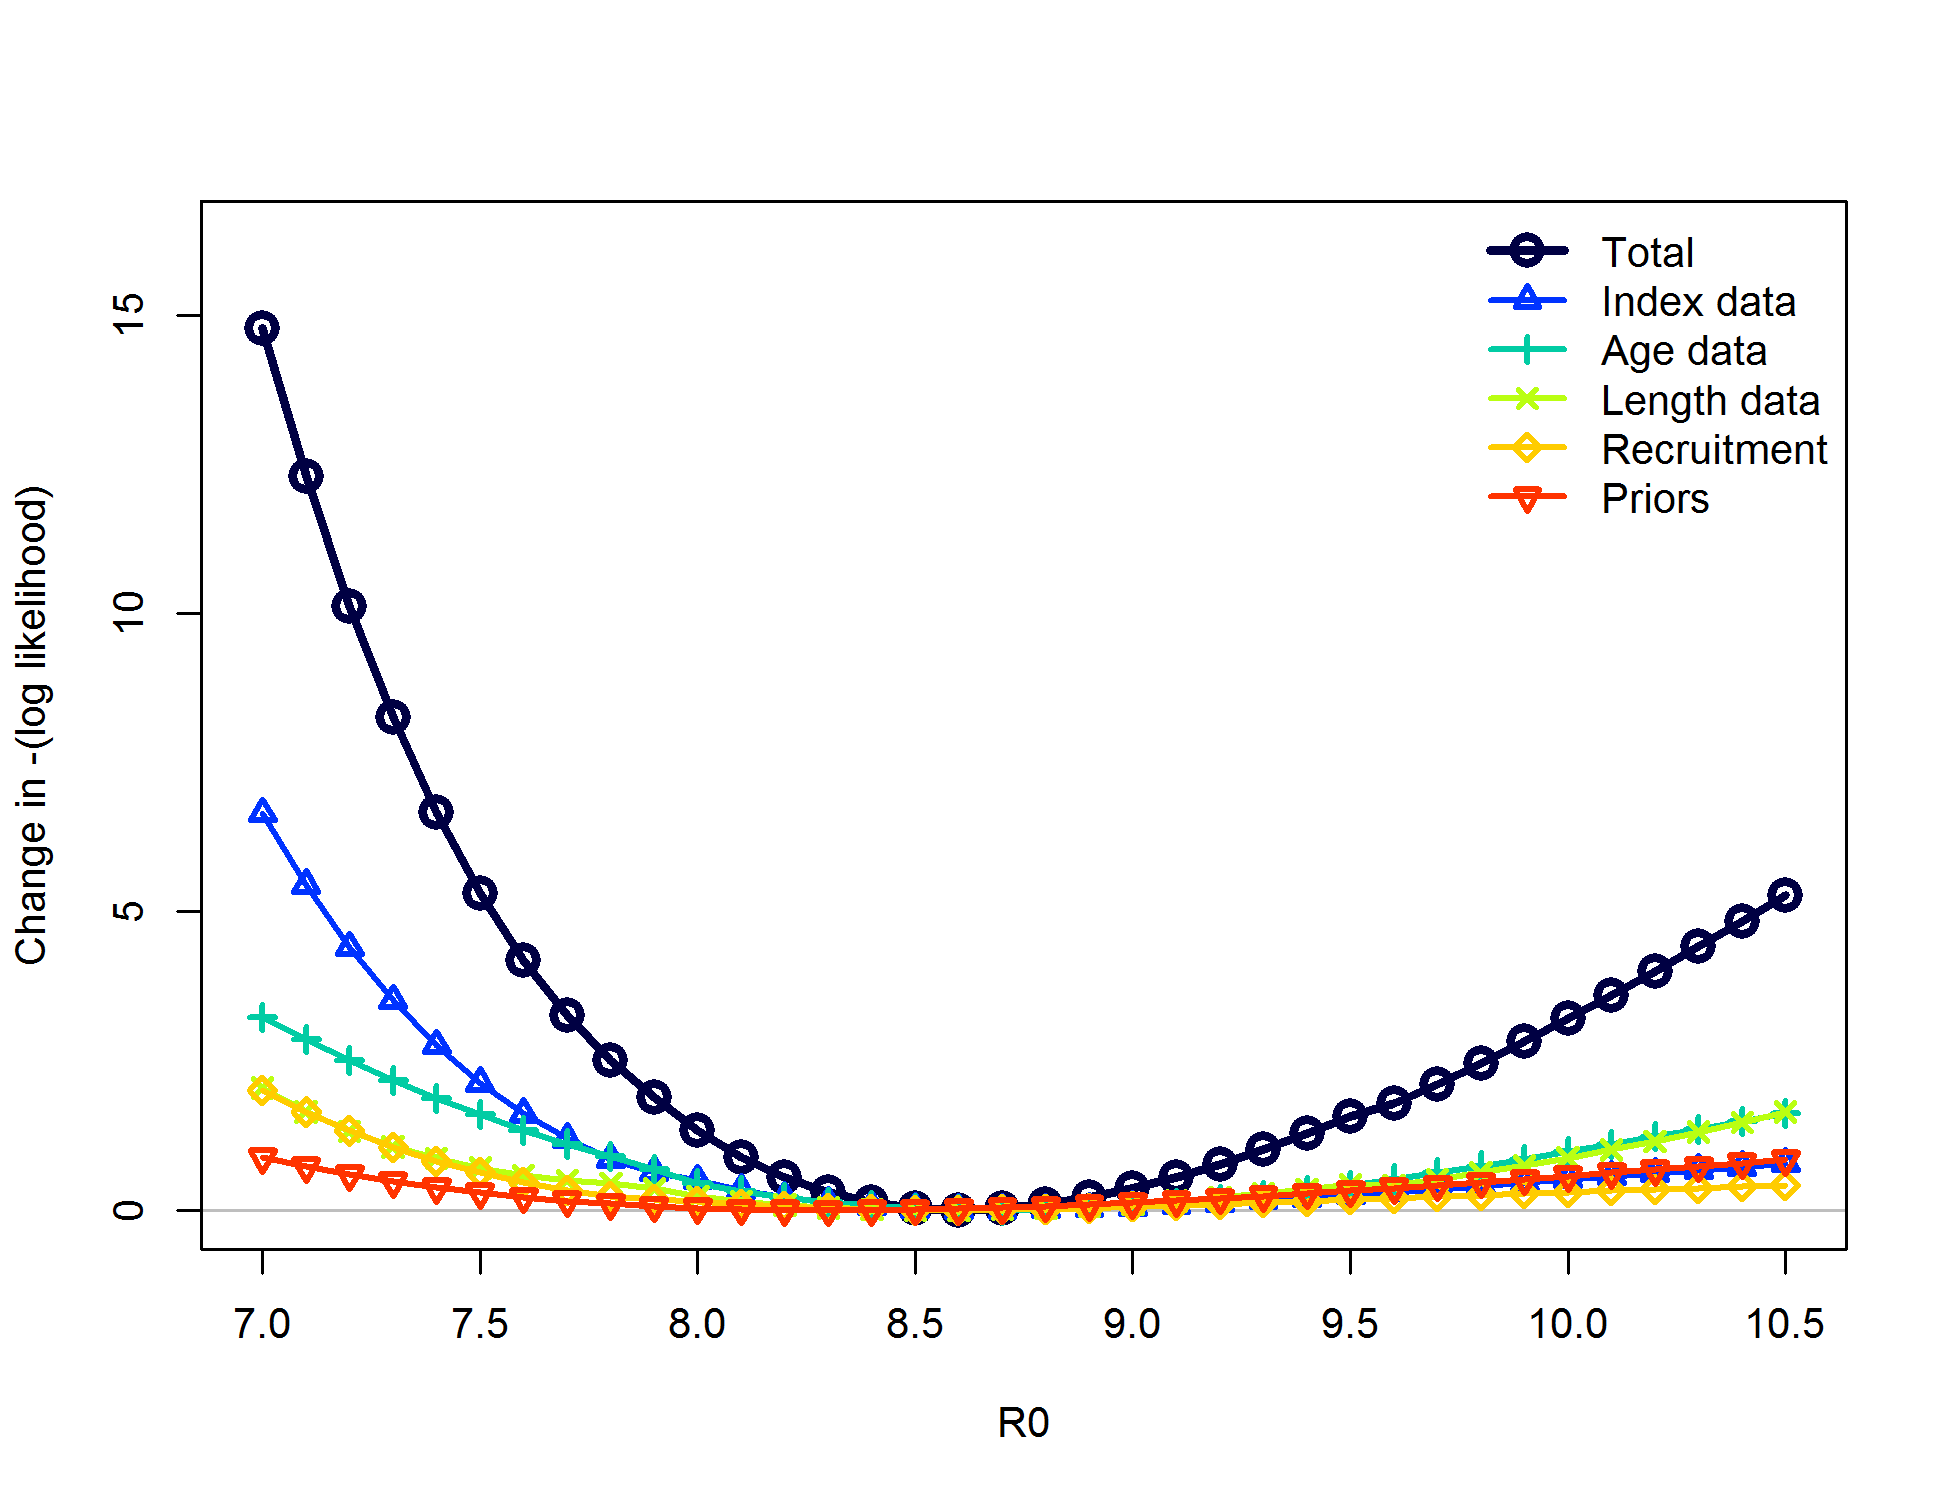 Total
Index data
Age data
Length data
Recruitment
Priors
Change in -(log likelihood)
15
10
5
0
7.0 7.5 8.0 8.5 9.0 9.5 10.0 10.5
R0